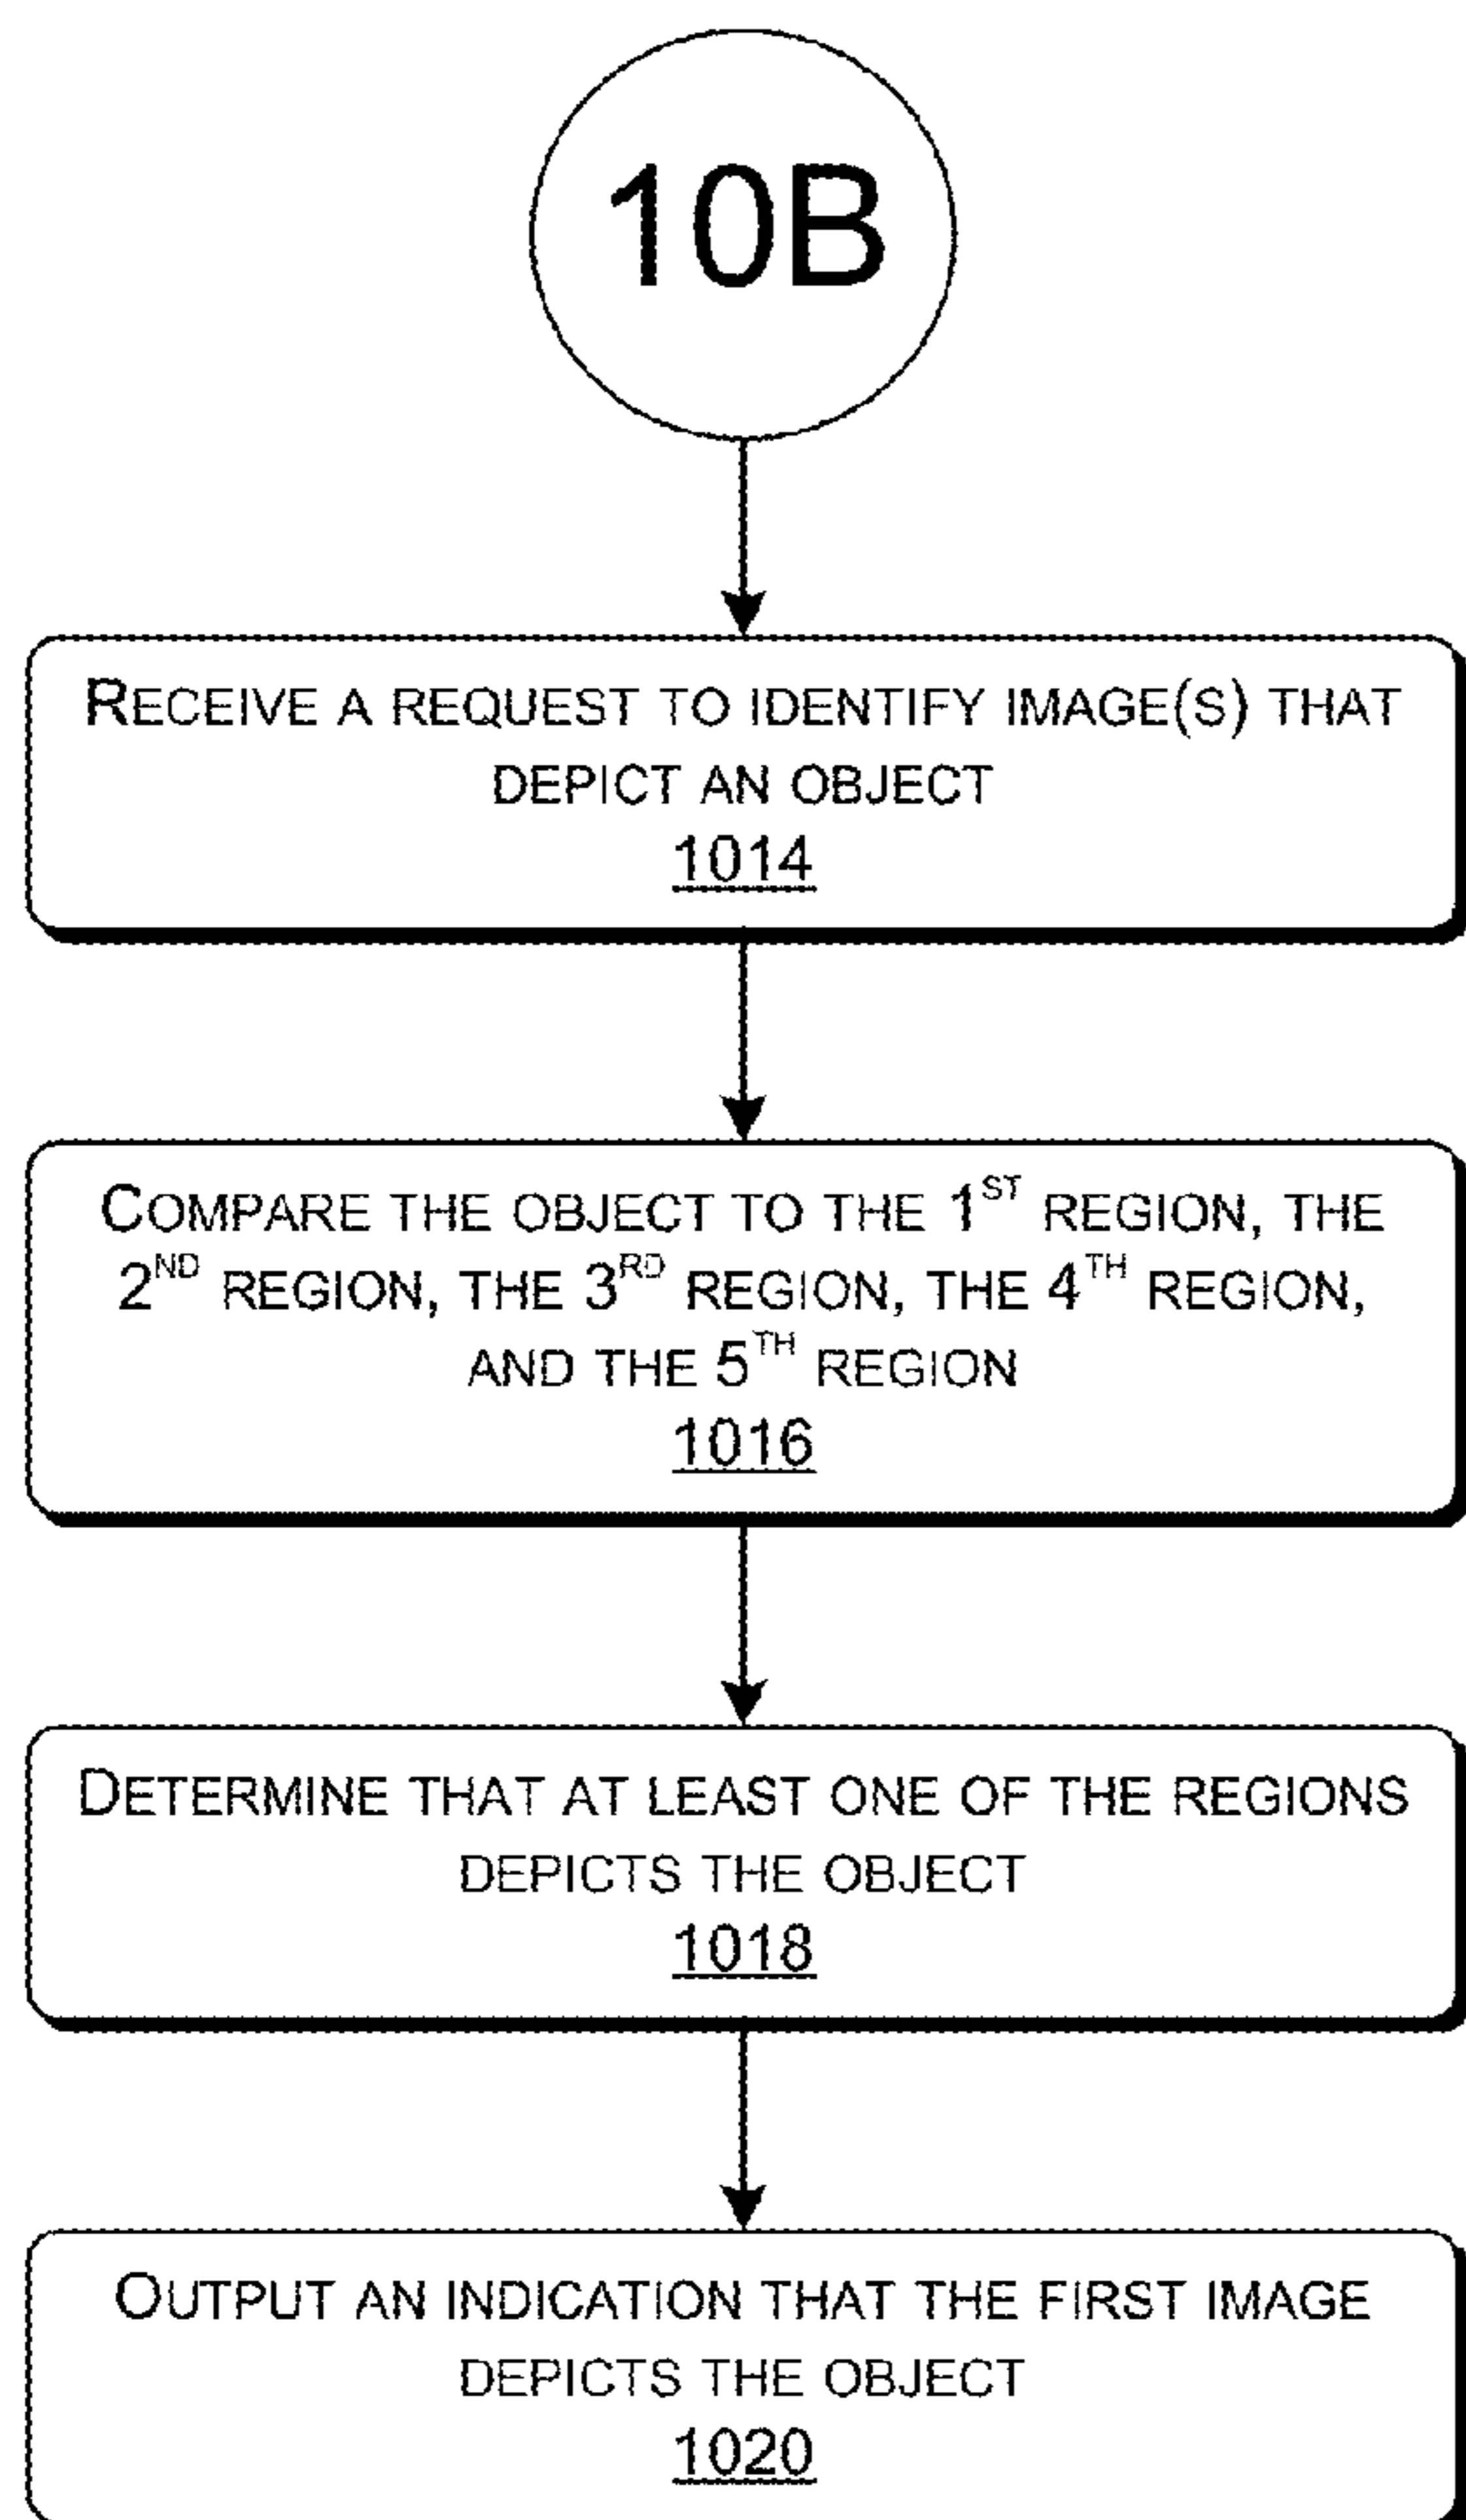 10B
RECEIVE A REQUEST TO IDENTIFY IMAGE(S) THAT
DEPICT AN OBJECT
1014
COMPARE THE OBJECT TO THE 1ST REGION, THE
2ND REGION, THE 3RD REGION, THE 4TH REGION,
AND THE 5TH REGION
1016
DETERMINE THAT AT LEAST ONE OF THE REGIONS
DEPICTS THE OBJECT
1018
OUTPUT AN INDICATION THAT THE FIRST IMAGE
DEPICTS THE OBJECT
1020